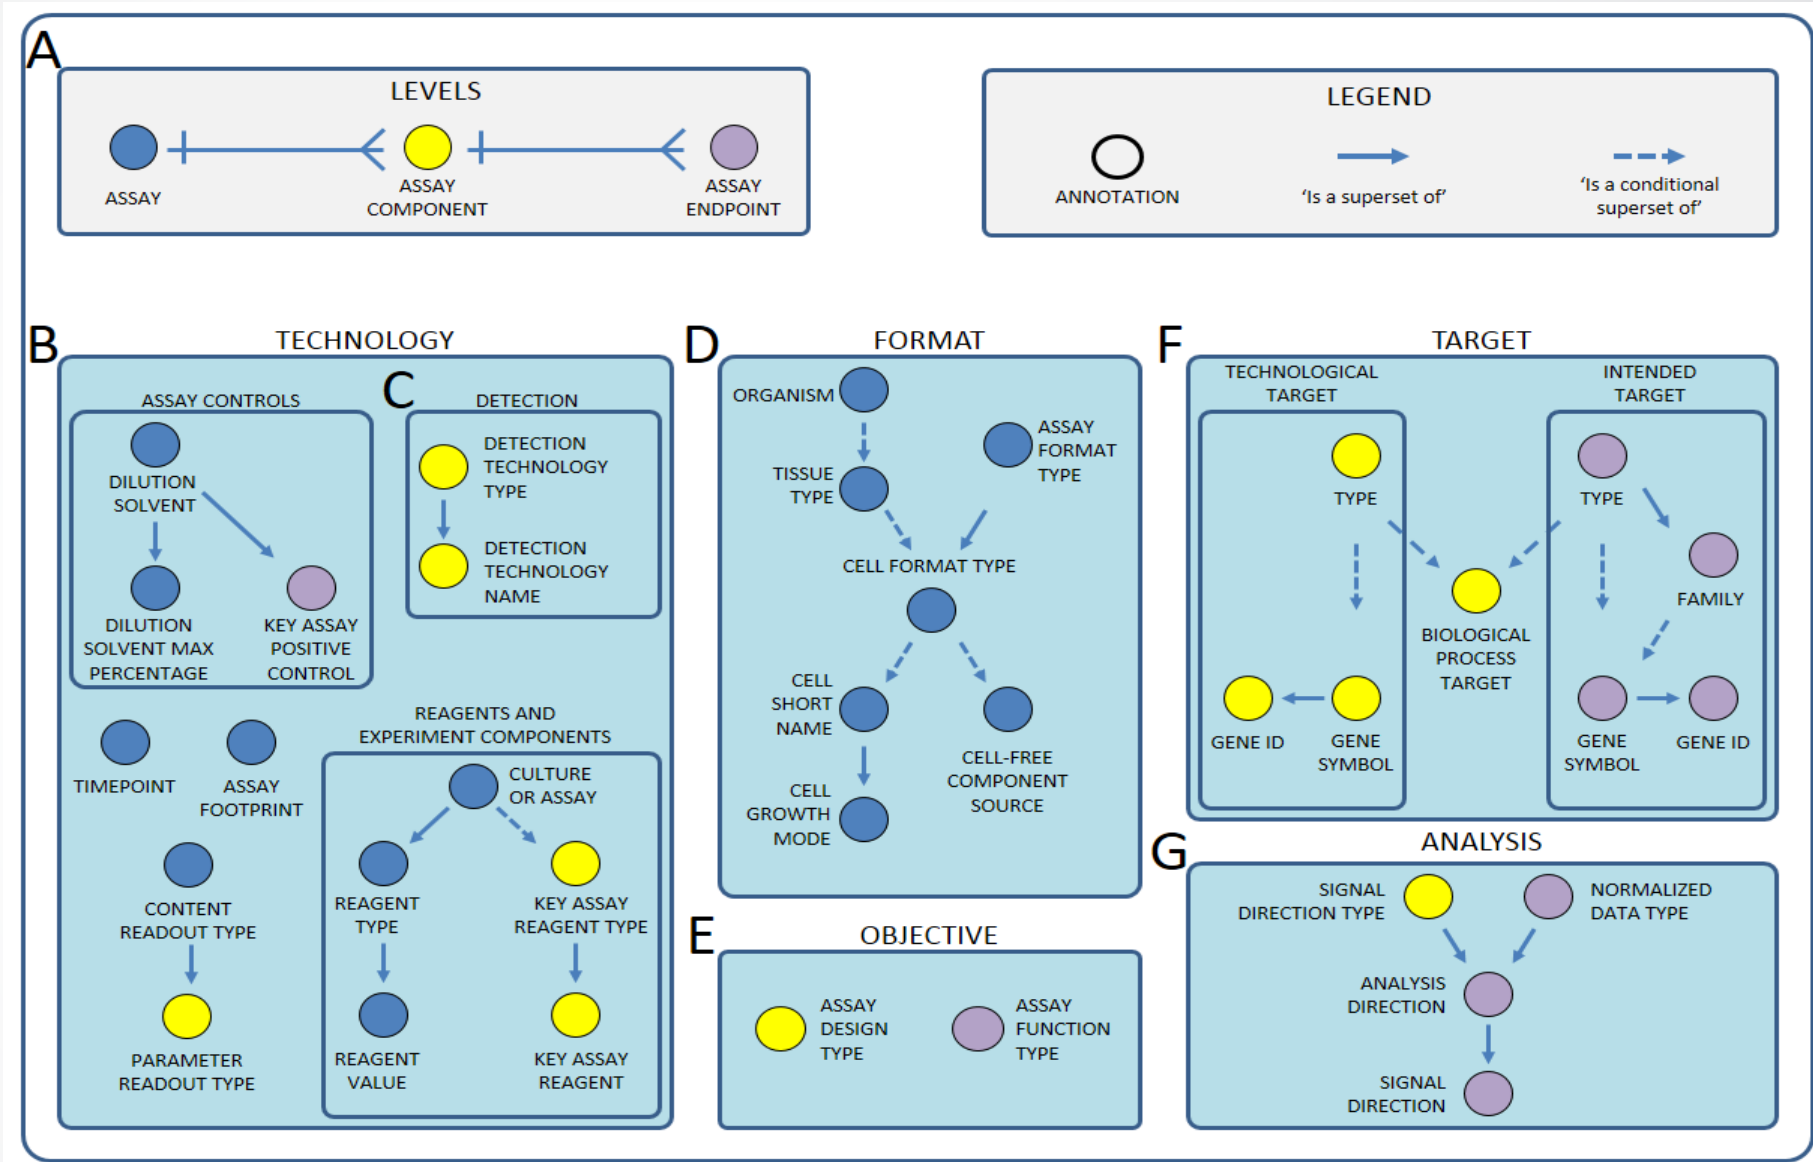 A
LEVELS
ASSAY
ASSAY
COMPONENT
ASSAY
ENDPOINT
LEGEND
ANNOTATION
‘Is a superset of’
‘Is a conditional
superset of’
B
TECHNOLOGY
ASSAY CONTROLS
DILUTION
SOLVENT
DILUTION
SOLVENT MAX
PERCENTAGE
KEY ASSAY
POSITIVE
CONTROL
C
DETECTION
DETECTION
TECHNOLOGY
TYPE
DETECTION
TECHNOLOGY
NAME
TIMEPOINT
ASSAY
FOOTPRINT
CONTENT
READOUT TYPE
PARAMETER
READOUT TYPE
REAGENTS AND
EXPERIMENT COMPONENTS
CULTURE
OR ASSAY
REAGENT
TYPE
KEY ASSAY
REAGENT TYPE
REAGENT
VALUE
KEY ASSAY
REAGENT
D
FORMAT
ORGANISM
ASSAY
FORMAT
TYPE
TISSUE
TYPE
CELL FORMAT TYPE
CELL
SHORT
NAME
CELL-FREE
COMPONENT
SOURCE
CELL
GROWTH
MODE
E
OBJECTIVE
ASSAY
DESIGN
TYPE
ASSAY
FUNCTION
TYPE
F
TARGET
TECHNOLOGICAL
TARGET
TYPE
GENE ID
GENE
SYMBOL
BIOLOGICAL
PROCESS
TARGET
INTENDED
TARGET
TYPE
FAMILY
GENE
SYMBOL
GENE ID
G
ANALYSIS
SIGNAL
DIRECTION TYPE
NORMALIZED
DATA TYPE
ANALYSIS
DIRECTION
SIGNAL
DIRECTION